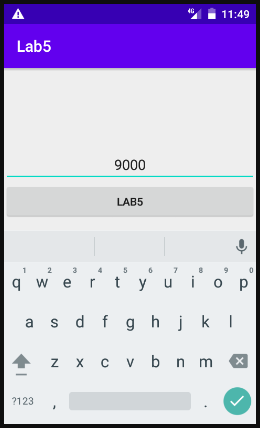 4G 11:49
Lab5
9000
LAB5
1 2 3 4 5 6 7 8 9 0
q w e r t y u i o p
a s d f g h j k l
z x c v b n m
?123 , .